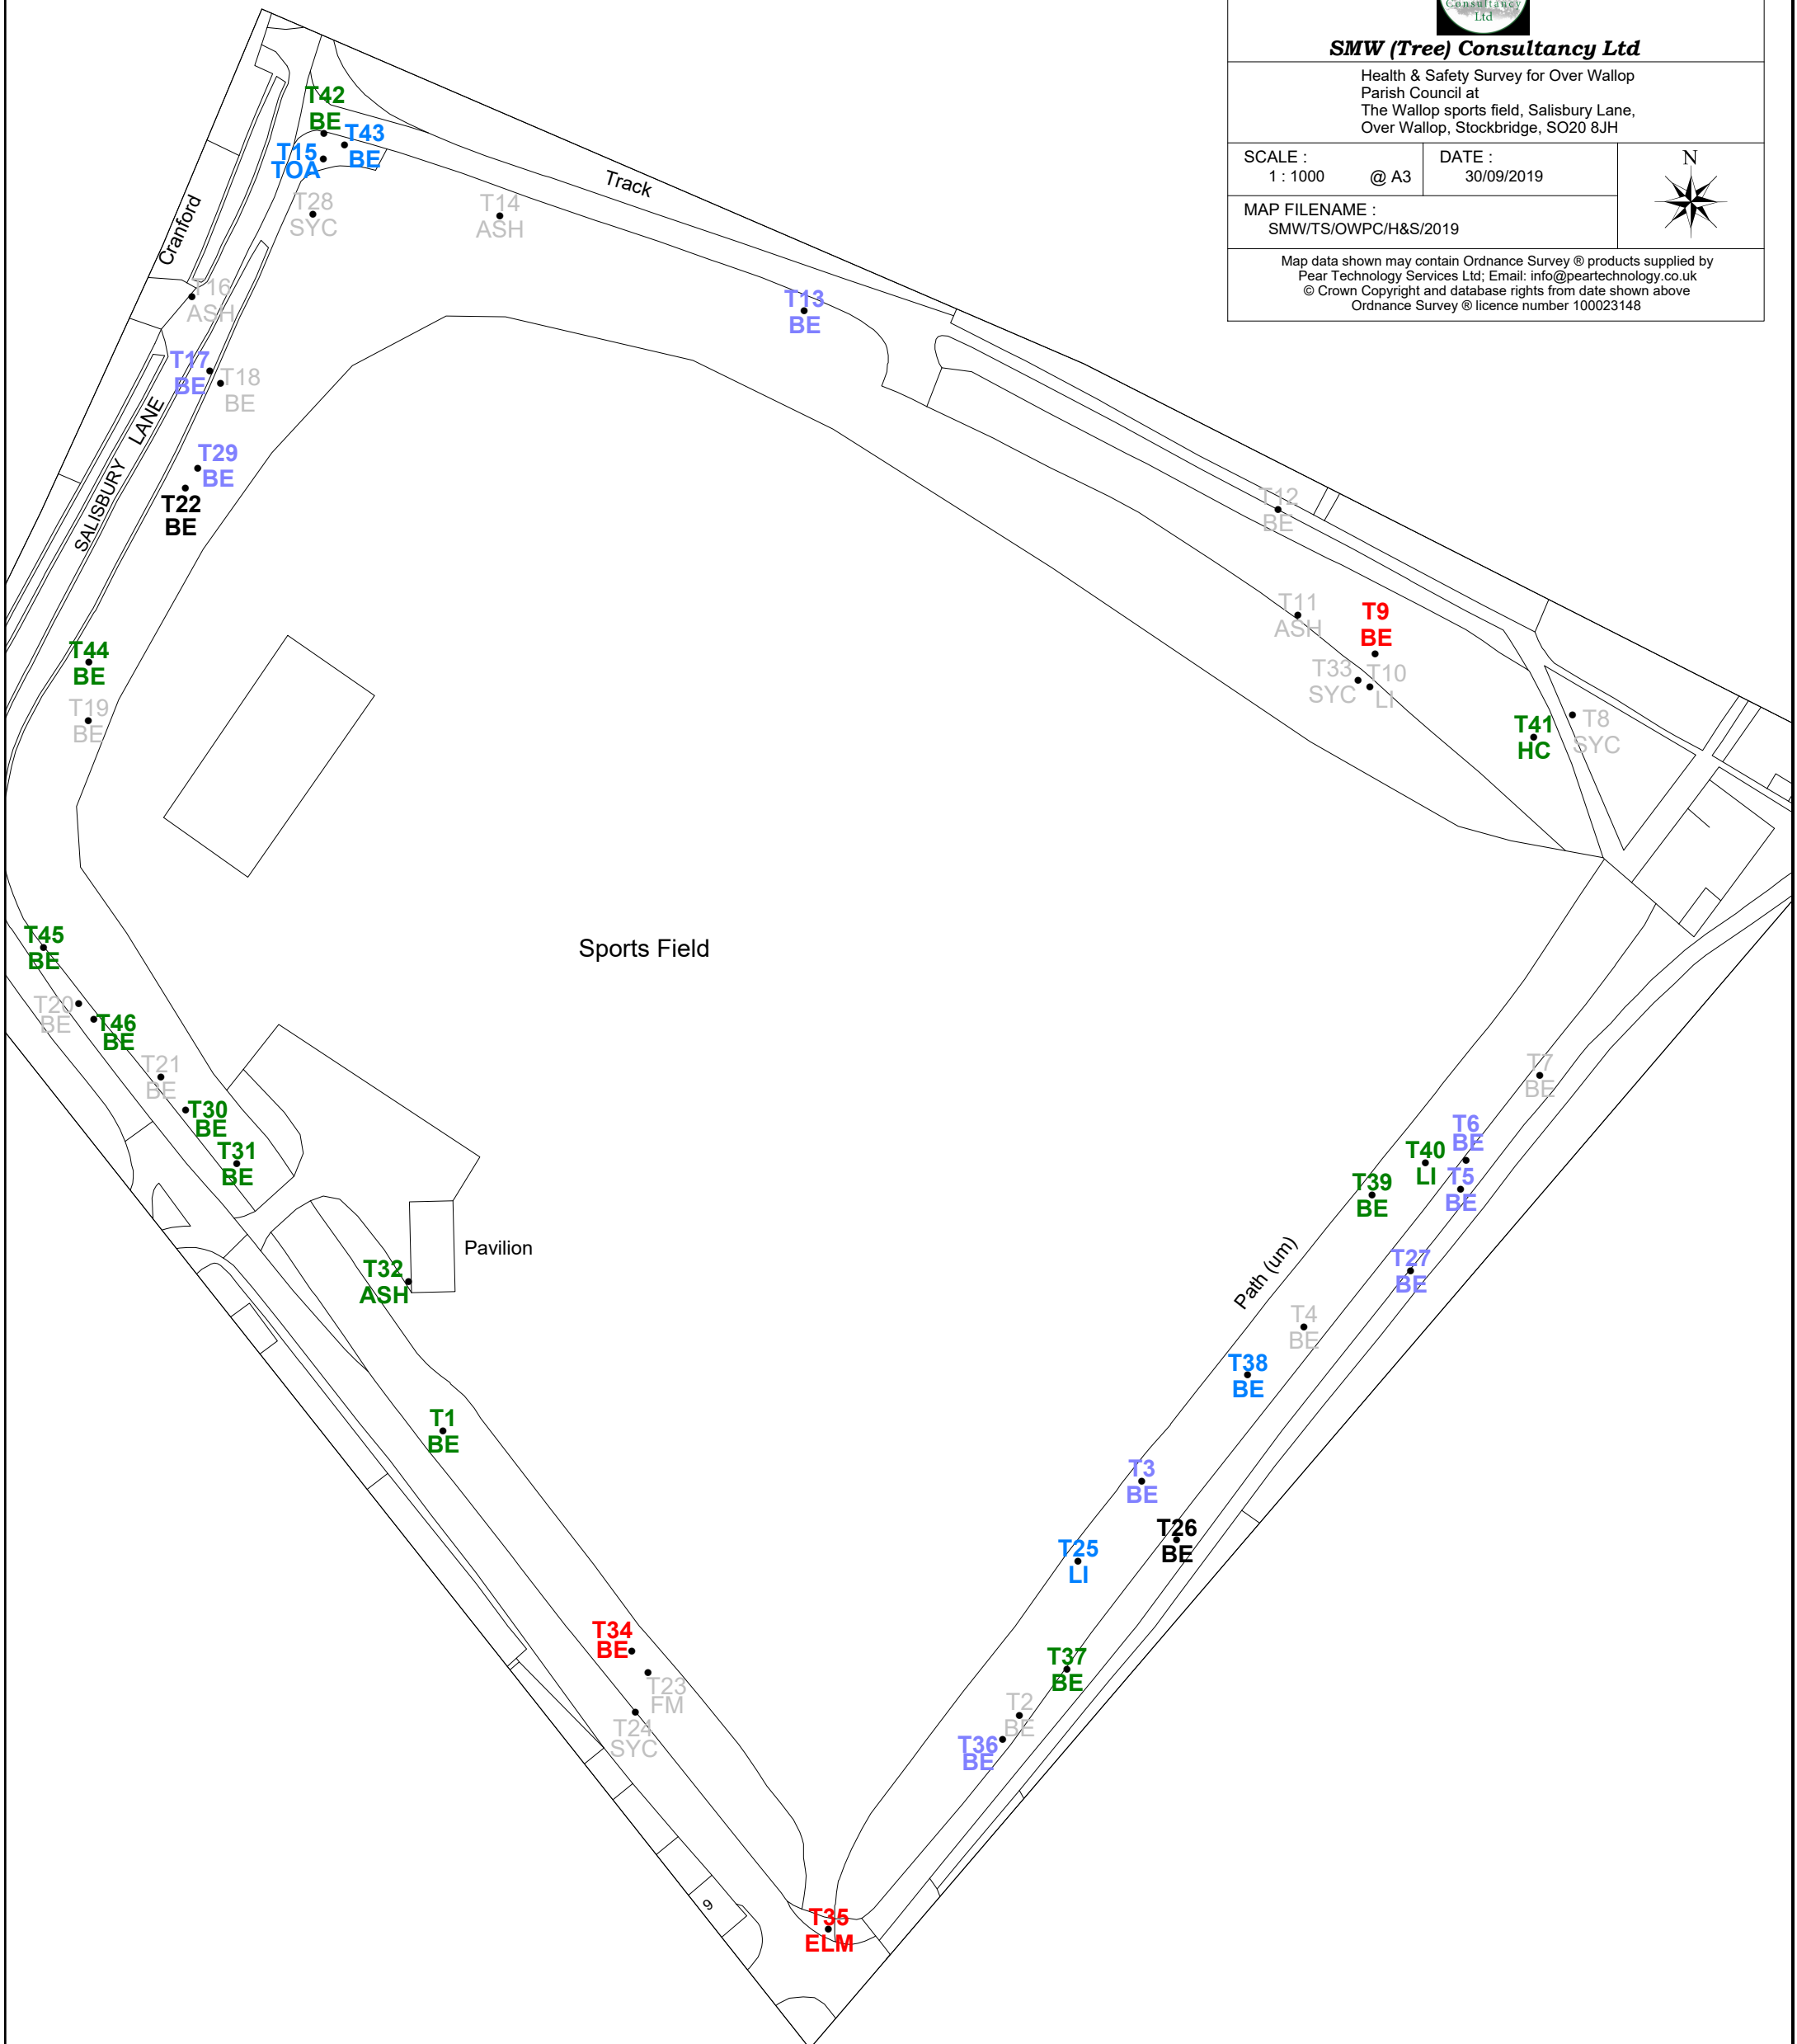 Consultancy
Ltd
SMW (Tree) Consultancy Ltd
Health & Safety Survey for Over Wallop
Parish Council at
The Wallop sports field, Salisbury Lane,
Over Wallop, Stockbridge, SO20 8JH
SCALE :
1 : 1000 @ A3
DATE :
30/09/2019
N
MAP FILENAME :
SMW/TS/OWPC/H&S/2019
Map data shown may contain Ordnance Survey ® products supplied by
Pear Technology Services Ltd; Email: info@peartechnology.co.uk
© Crown Copyright and database rights from date shown above
Ordnance Survey ® licence number 100023148
T42
BE
T43
BE
T15
TOA
Track
T28
SYC
T14
ASH
Cranford
T16
ASH
T13
BE
T17
BE
T18
BE
SALISBURY LANE
T29
BE
T22
BE
T12
BE
T11
ASH
T9
BE
T33
SYC
T10
LI
T44
BE
T19
BE
T41
HC
T8
SYC
T45
BE
Sports Field
T20
BE
T46
BE
T21
BE
T30
BE
T31
BE
T7
BE
T6
BE
T40
LI
T5
BE
T39
BE
Pavilion
T32
ASH
T27
BE
Path (um)
T4
BE
T38
BE
T1
BE
T3
BE
T26
BE
T25
LI
T34
BE
T23
FM
T24
SYC
T37
BE
T2
BE
T36
BE
9
T35
ELM